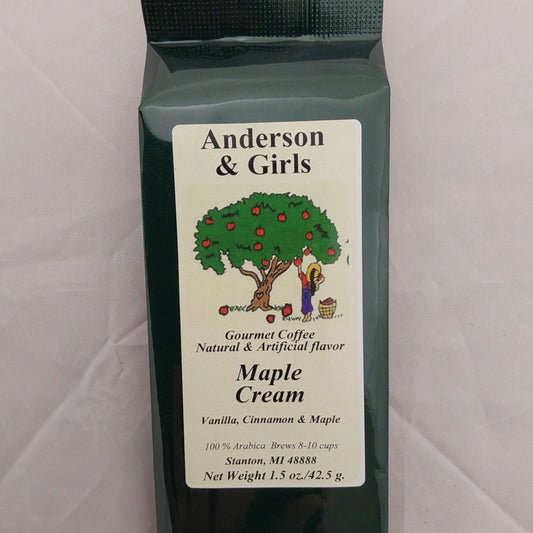 Anderson
& Girls
Gourmet Coffee
Natural & Artificial flavor
Maple
Cream
Vanilla, Cinnamon & Maple
100 % Arabica Brews 8-10 cups
Stanton, MI 48888
Net Weight 1.5 oz./42.5 g.